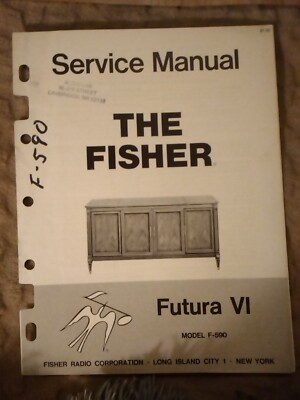 Service Manual
THE
FISHER
F-590
Futura VI
MODEL F-590
FISHER RADIO CORPORATION - LONG ISLAND CITY 1 - NEW YORK